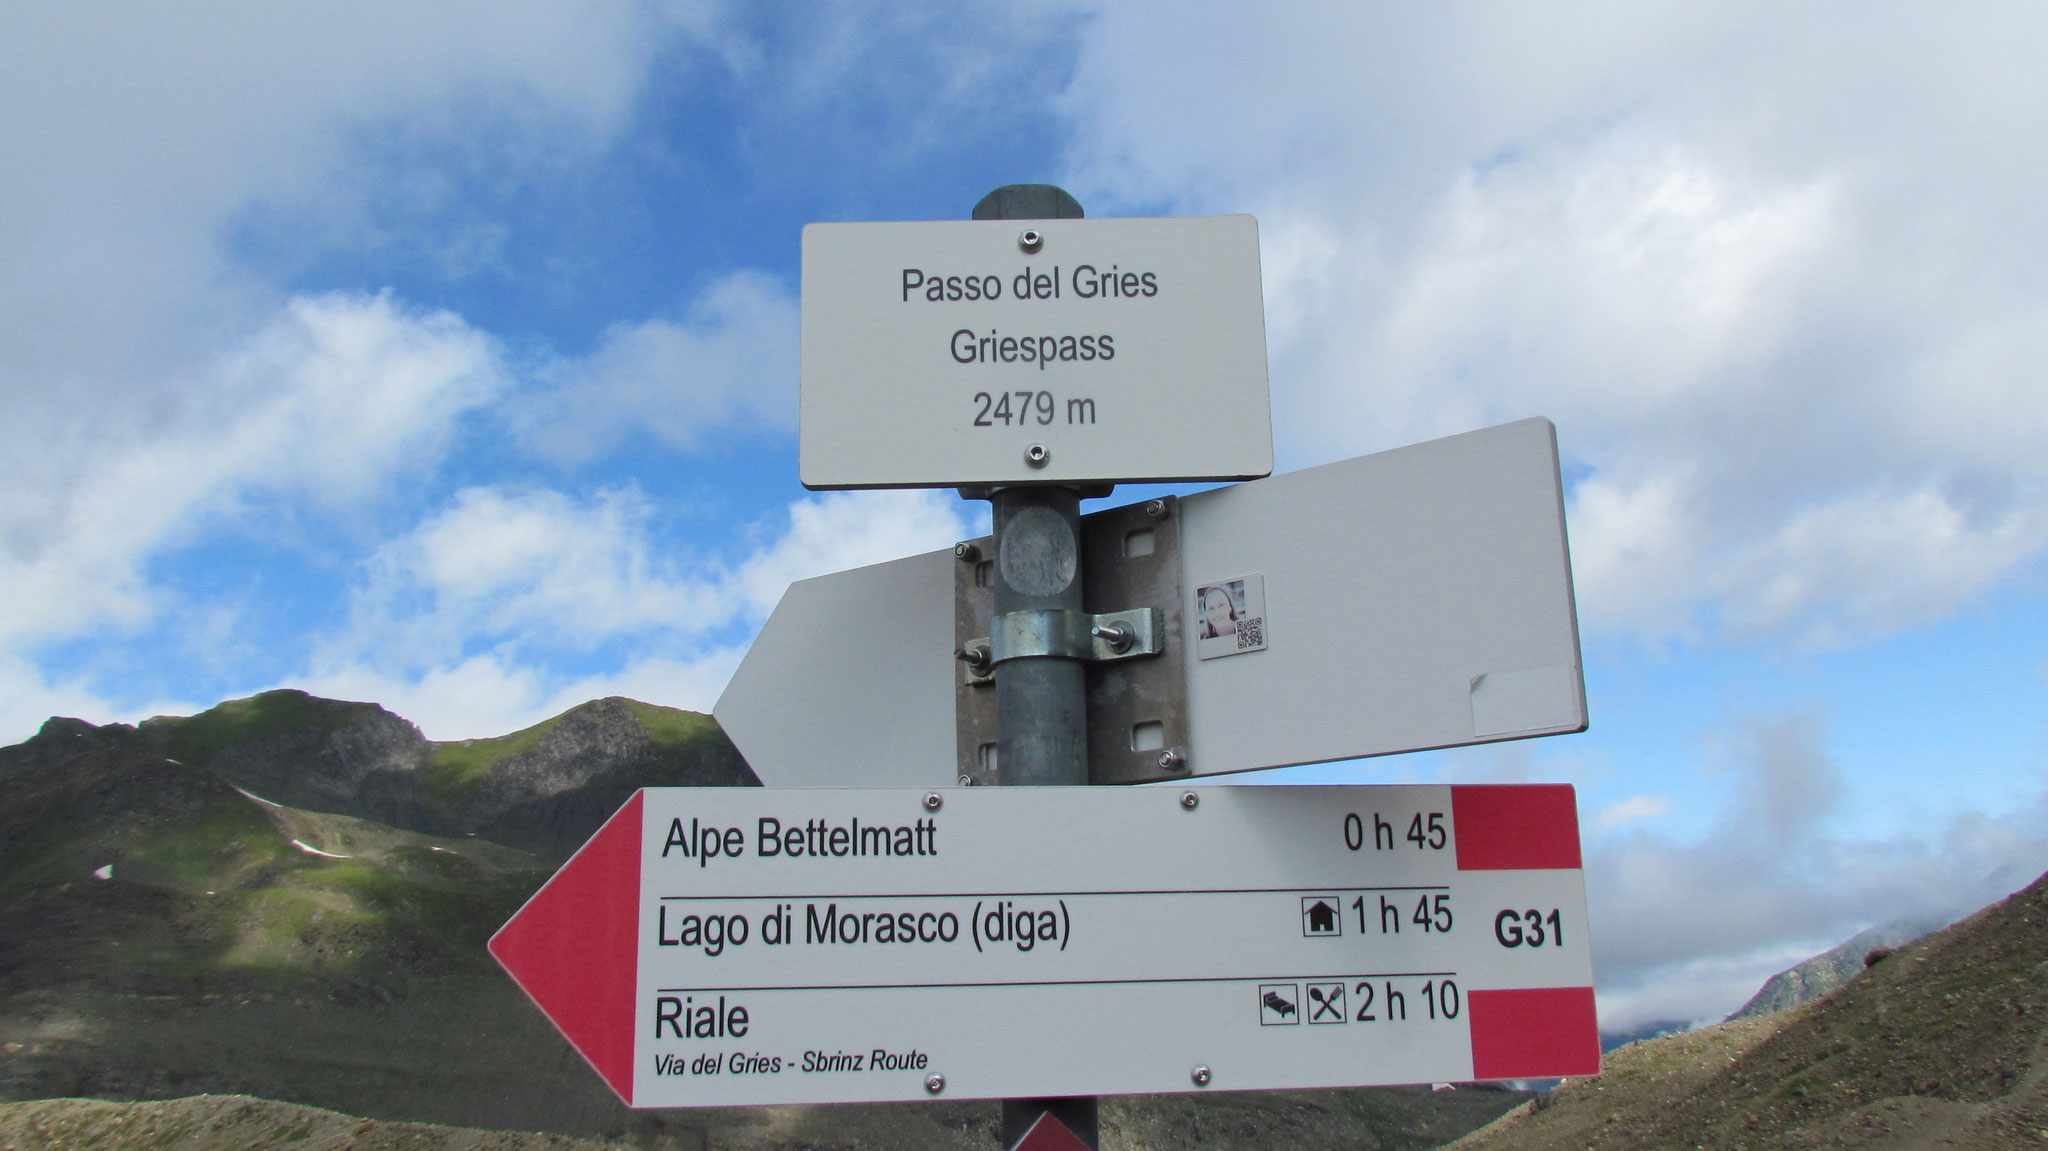 Passo del Gries
Griespass
2479 m
Alpe Bettelmatt 0 h 45
Lago di Morasco (diga) 1 h 45
G31
Riale 2 h 10
Via del Gries - Sbrinz Route